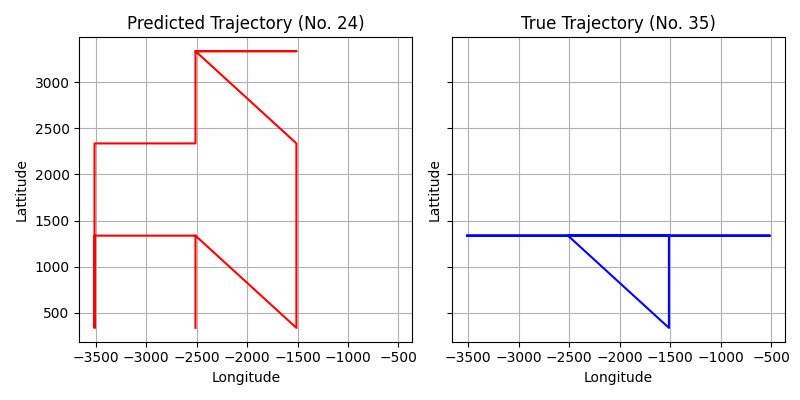 Predicted Trajectory (No. 24)
Lattitude
3000
2500
2000
1500
1000
500
−3500 −3000 −2500 −2000 −1500 −1000 −500
Longitude
True Trajectory (No. 35)
Lattitude
−3500 −3000 −2500 −2000 −1500 −1000 −500
Longitude